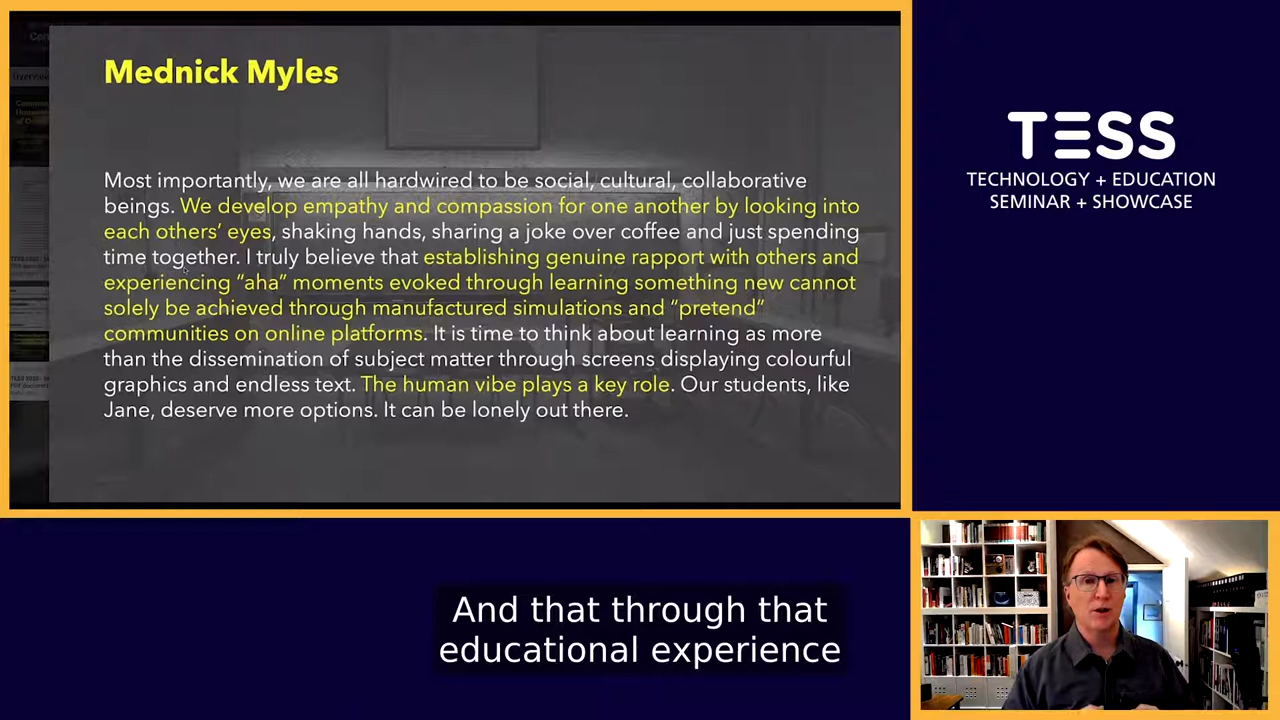 Mednick Myles
Most importantly, we are all hardwired to be social, cultural, collaborative
beings. We develop empathy and compassion for one another by looking into
each others’ eyes, shaking hands, sharing a joke over coffee and just spending
time together. I truly believe that establishing genuine rapport with others and
experiencing “aha” moments evoked through learning something new cannot
solely be achieved through manufactured simulations and “pretend”
communities on online platforms. It is time to think about learning as more
than the dissemination of subject matter through screens displaying colourful
graphics and endless text. The human vibe plays a key role. Our students, like
Jane, deserve more options. It can be lonely out there.
TESS
TECHNOLOGY + EDUCATION
SEMINAR + SHOWCASE
And that through that
educational experience